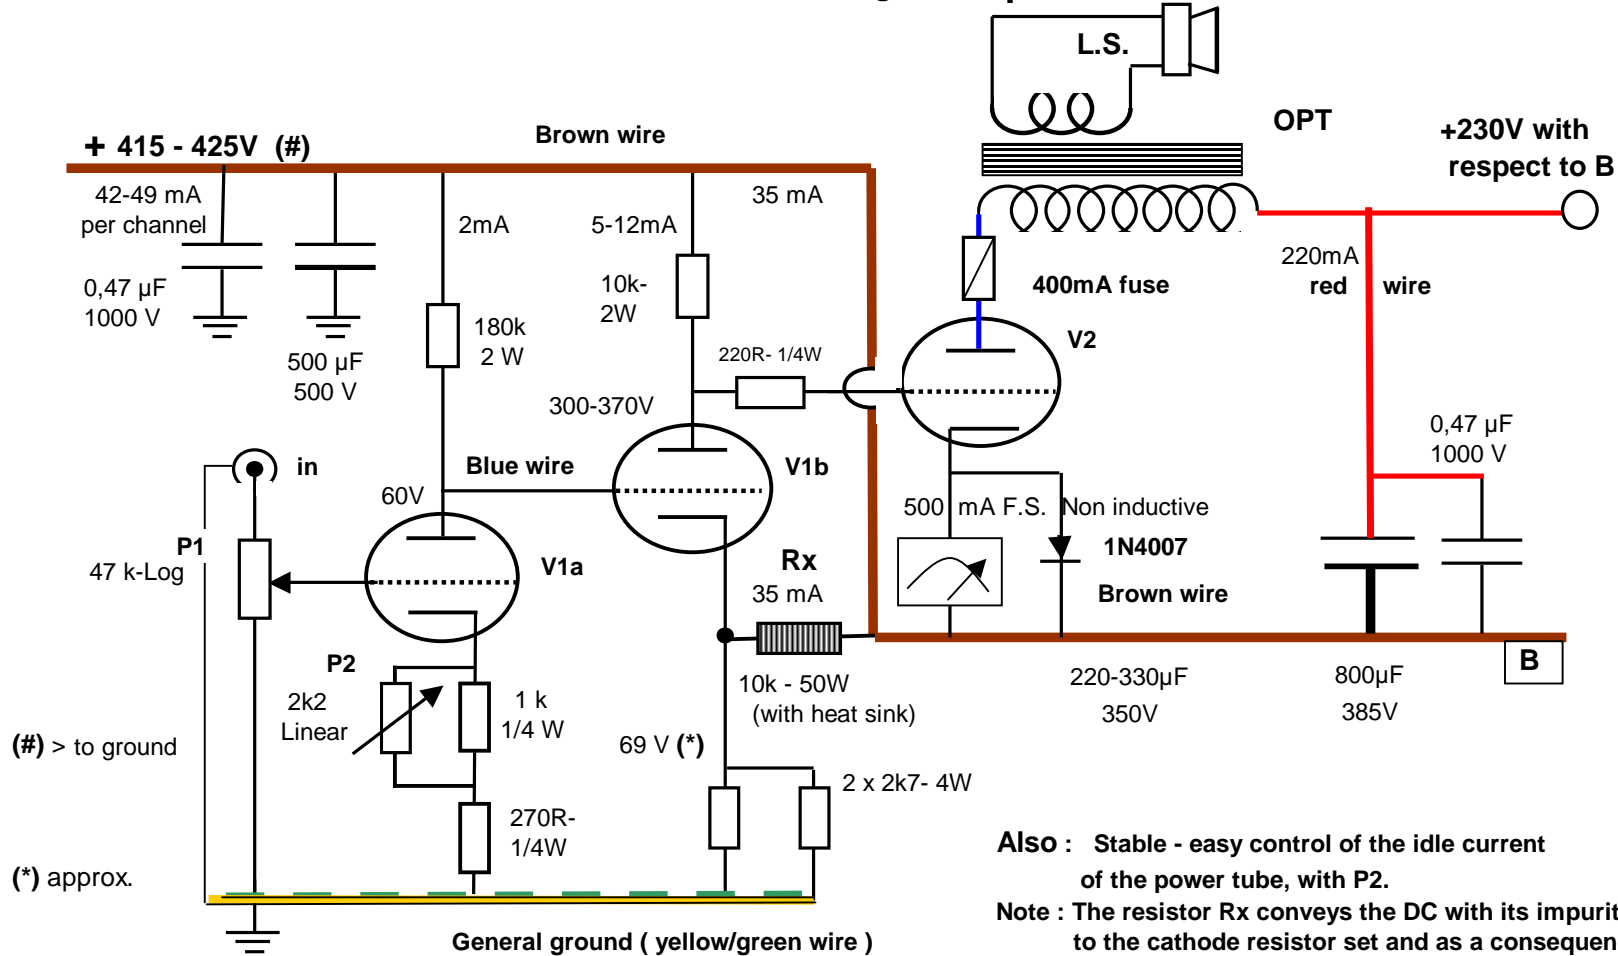 L.S.
OPT
+230V with
respect to B
+ 415 - 425V (#)
Brown wire
42-49 mA
per channel
2mA
5-12mA
35 mA
0,47 µF
1000 V
500 µF
500 V
180k
2 W
10k-
2W
220R- 1/4W
400mA fuse
V2
220mA
red wire
300-370V
0,47 µF
1000 V
in
Blue wire
V1b
60V
500 mA F.S. Non inductive
P1
47 k-Log
V1a
Rx
35 mA
1N4007
Brown wire
P2
2k2
Linear
1 k
1/4 W
10k - 50W
(with heat sink)
220-330µF
350V
800µF
385V
B
(#) > to ground
69 V (*)
2 x 2k7- 4W
270R-
1/4W
(*) approx.
Also : Stable - easy control of the idle current
of the power tube, with P2.
Note : The resistor Rx conveys the DC with its impurit
to the cathode resistor set and as a consequen
General ground ( yellow/green wire )